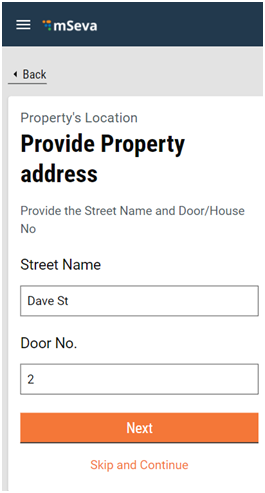 mSeva
Back
Property's Location
Provide Property
address
Provide the Street Name and Door/House
No
Street Name
Dave St
Door No.
2
Next
Skip and Continue